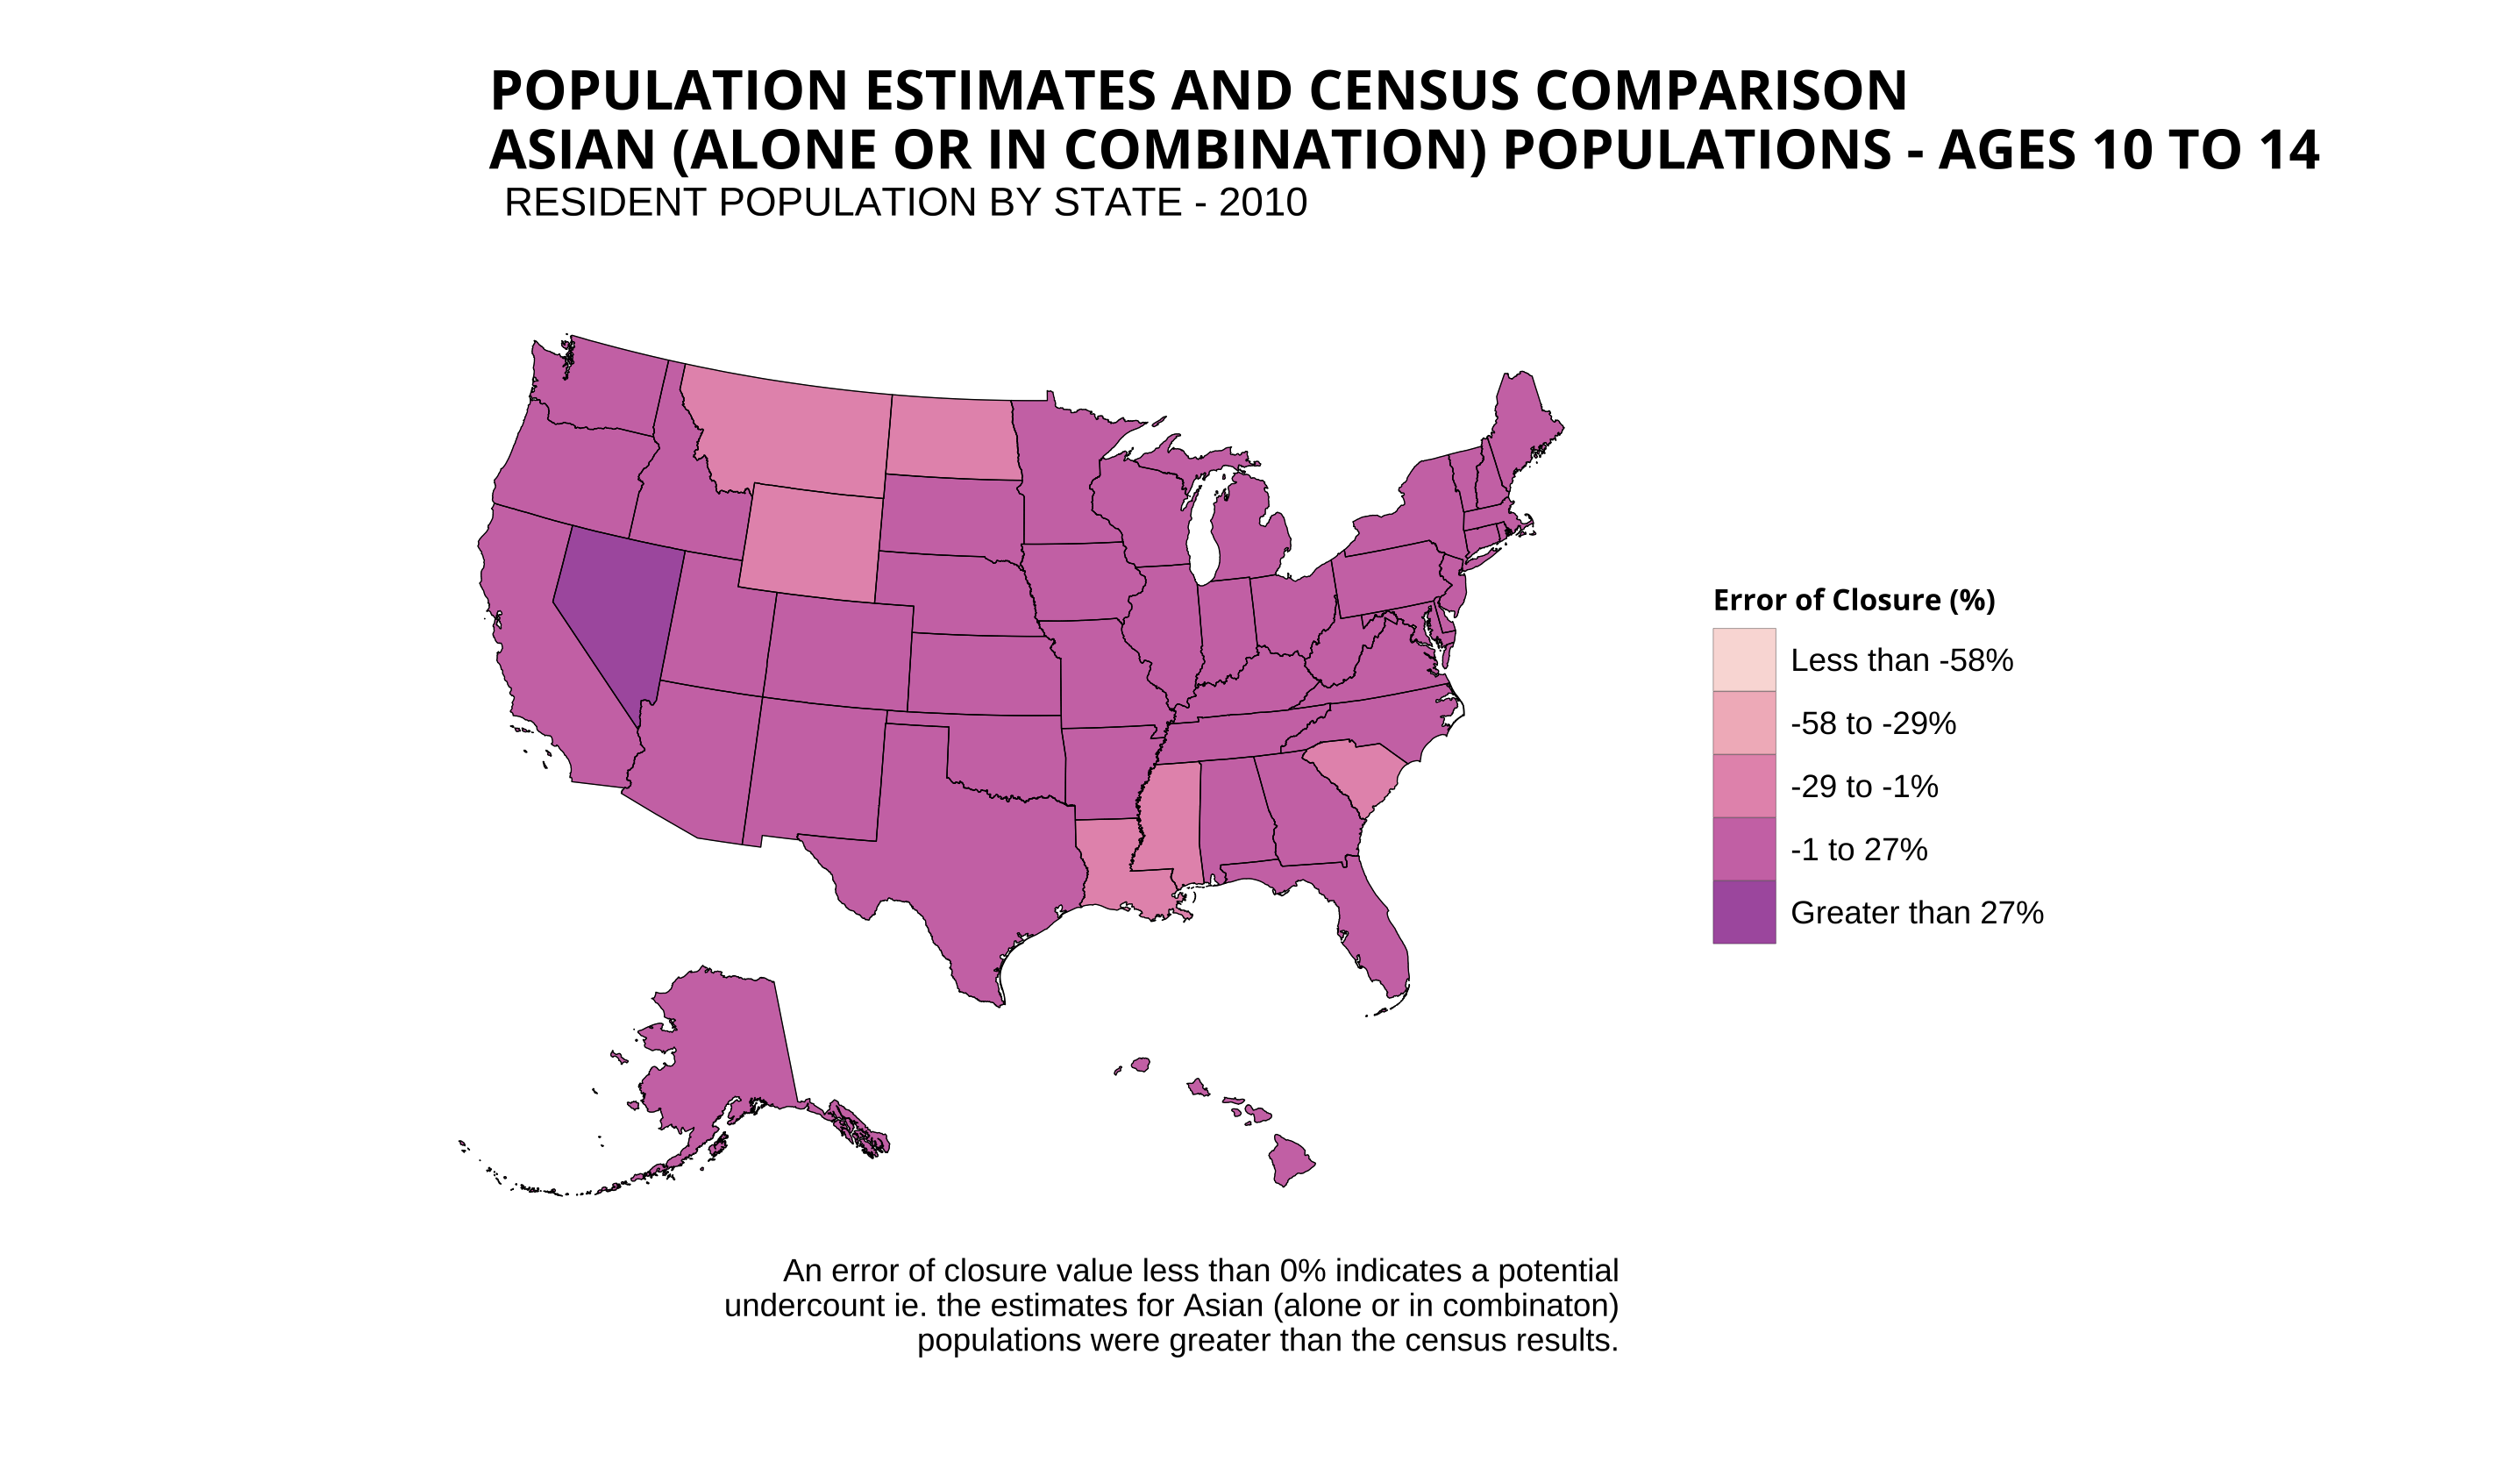 POPULATION ESTIMATES AND CENSUS COMPARISON
ASIAN (ALONE OR IN COMBINATION) POPULATIONS - AGES 10 TO 14
RESIDENT POPULATION BY STATE - 2010
Error of Closure (%)
Less than -58%
-58 to -29%
-29 to -1%
-1 to 27%
Greater than 27%
An error of closure value less than 0% indicates a potential
undercount ie. the estimates for Asian (alone or in combinaton)
populations were greater than the census results.